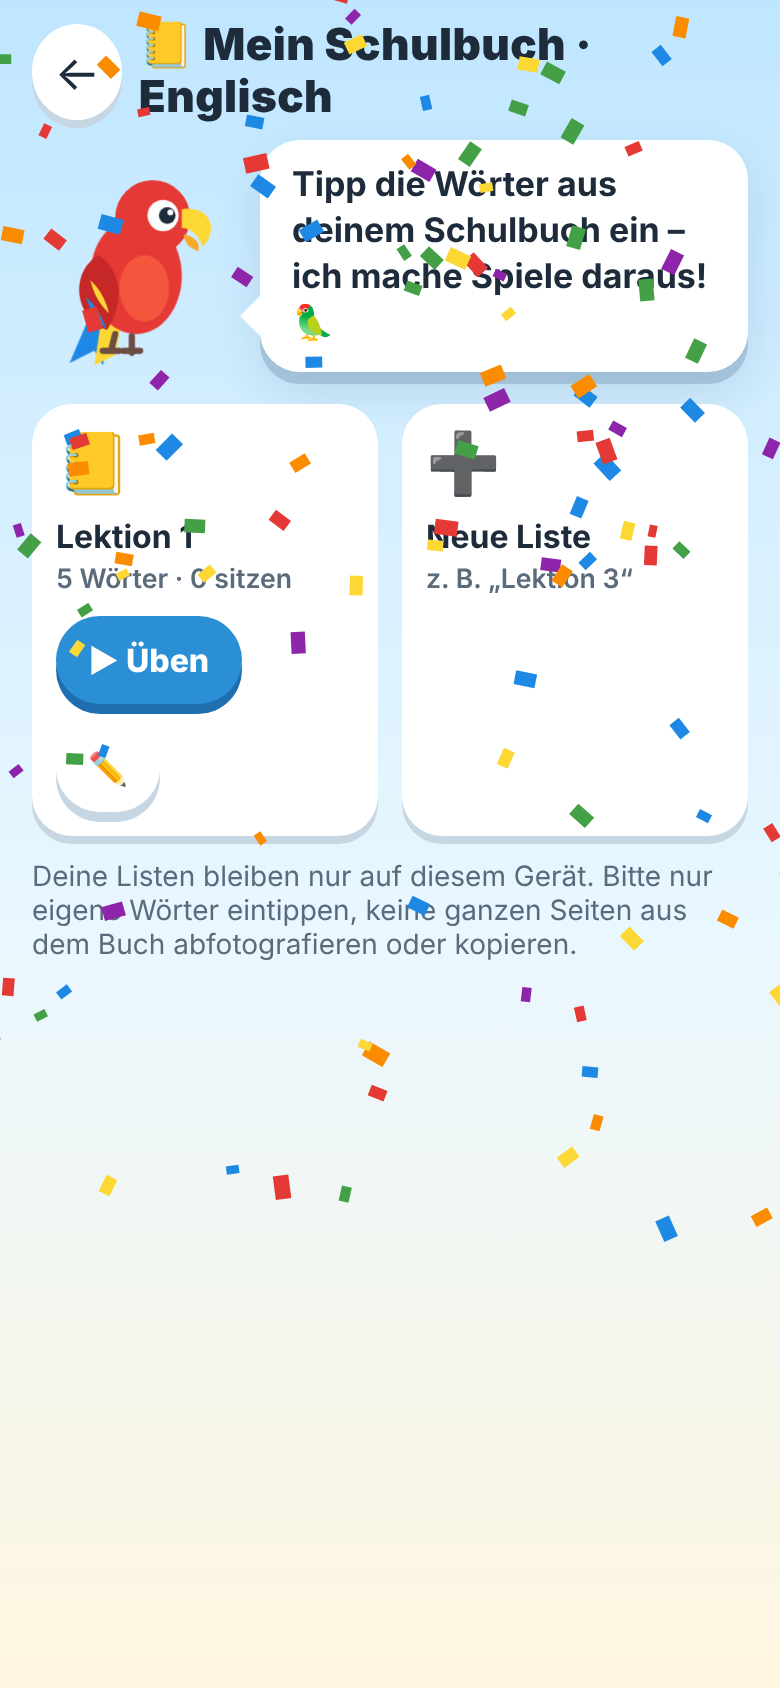 Mein Schulbuch ·
Englisch
Tipp die Wörter aus
deinem Schulbuch ein –
ich mache Spiele daraus!
Lektion 1
5 Wörter · 0 sitzen
Üben
Neue Liste
z. B. „Lektion 3“
Deine Listen bleiben nur auf diesem Gerät. Bitte nur
eigene Wörter eintippen, keine ganzen Seiten aus
dem Buch abfotografieren oder kopieren.